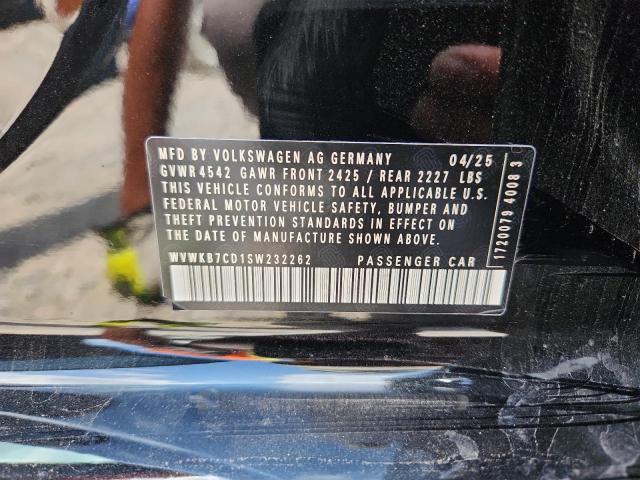 MFD BY VOLKSWAGEN AG GERMANY 04/25
GVWR 4542 GAWR FRONT 2425 / REAR 2227 LBS
THIS VEHICLE CONFORMS TO ALL APPLICABLE U.S.
FEDERAL MOTOR VEHICLE SAFETY, BUMPER AND
THEFT PREVENTION STANDARDS IN EFFECT ON
THE DATE OF MANUFACTURE SHOWN ABOVE.
WVWKB7CD1SW232262 PASSENGER CAR
1720079 4008 3